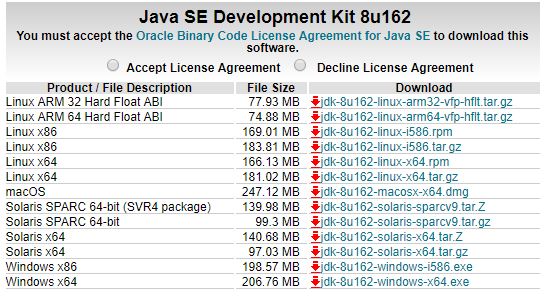 Java SE Development Kit 8u162
You must accept the Oracle Binary Code License Agreement for Java SE to download this
software.
Accept License Agreement Decline License Agreement
Product / File Description File Size Download
Linux ARM 32 Hard Float ABI 77.93 MB jdk-8u162-linux-arm32-vfp-hflt.tar.gz
Linux ARM 64 Hard Float ABI 74.88 MB jdk-8u162-linux-arm64-vfp-hflt.tar.gz
Linux x86 169.01 MB jdk-8u162-linux-i586.rpm
Linux x86 183.81 MB jdk-8u162-linux-i586.tar.gz
Linux x64 166.13 MB jdk-8u162-linux-x64.rpm
Linux x64 181.02 MB jdk-8u162-linux-x64.tar.gz
macOS 247.12 MB jdk-8u162-macosx-x64.dmg
Solaris SPARC 64-bit (SVR4 package) 139.98 MB jdk-8u162-solaris-sparcv9.tar.Z
Solaris SPARC 64-bit 99.3 MB jdk-8u162-solaris-sparcv9.tar.gz
Solaris x64 140.68 MB jdk-8u162-solaris-x64.tar.Z
Solaris x64 97.03 MB jdk-8u162-solaris-x64.tar.gz
Windows x86 198.57 MB jdk-8u162-windows-i586.exe
Windows x64 206.76 MB jdk-8u162-windows-x64.exe